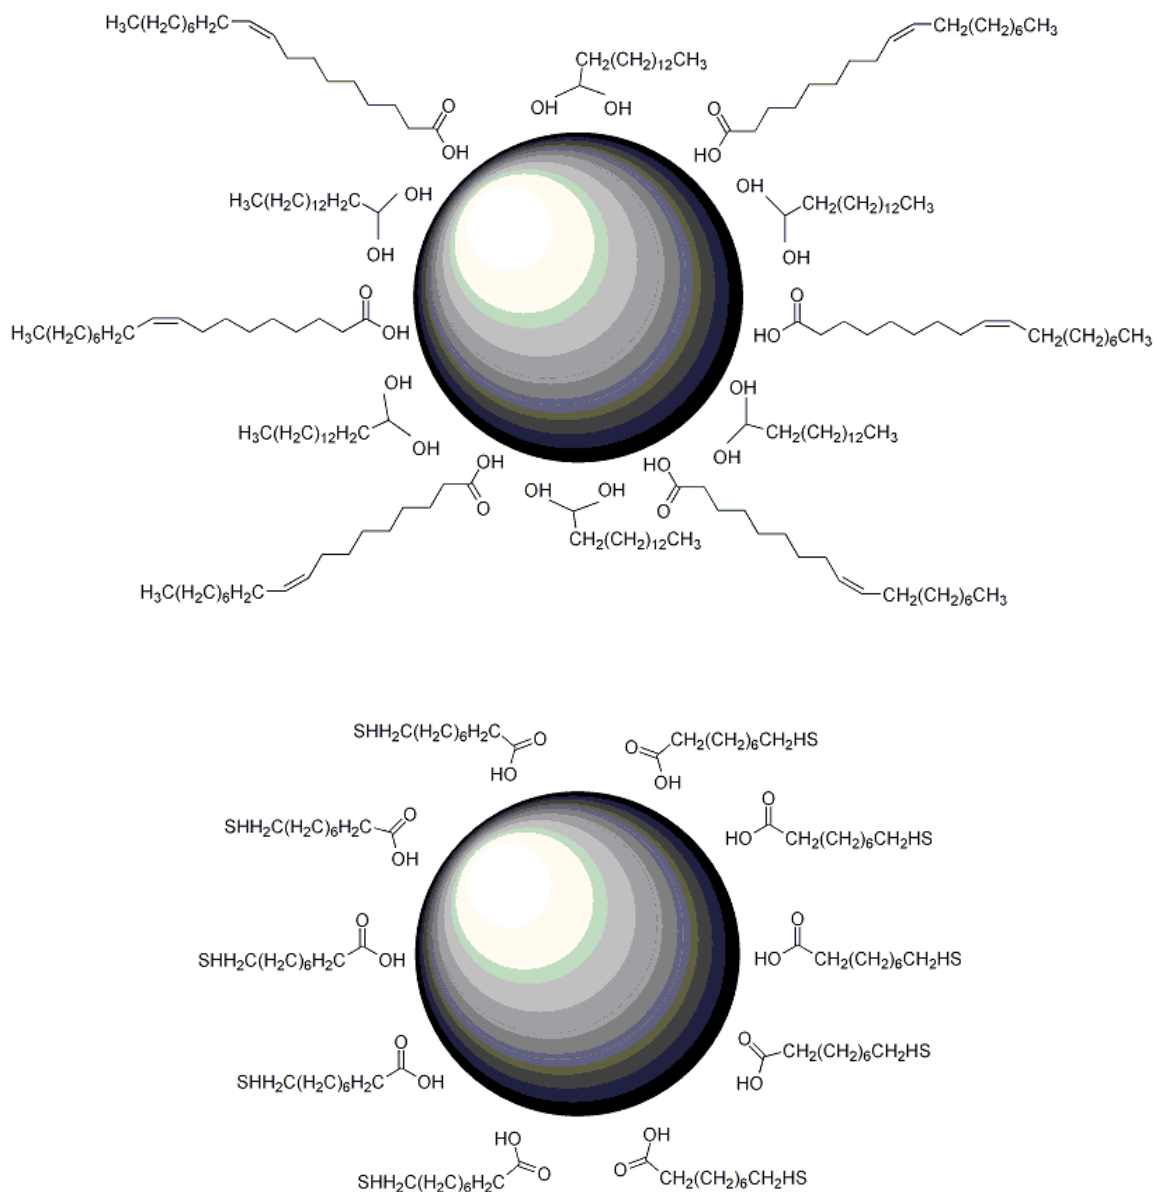 H₃C(H₂C)₆H₂C
CH₂(CH₂)₆CH₃
CH₂(CH₂)₁₂CH₃
OH
OH
O
OH
O
HO
H₃C(H₂C)₁₂H₂C
OH
OH
OH
CH₂(CH₂)₁₂CH₃
OH
H₃C(H₂C)₆H₂C
O
OH
O
HO
CH₂(CH₂)₆CH₃
OH
H₃C(H₂C)₁₂H₂C
OH
OH
CH₂(CH₂)₁₂CH₃
OH
OH
O
OH
OH
CH₂(CH₂)₁₂CH₃
HO
O
H₃C(H₂C)₆H₂C
CH₂(CH₂)₆CH₃
SHH₂C(H₂C)₆H₂C
O
HO
O
CH₂(CH₂)₆CH₂HS
OH
SHH₂C(H₂C)₆H₂C
O
OH
O
HO
CH₂(CH₂)₆CH₂HS
SHH₂C(H₂C)₆H₂C
O
OH
O
HO
CH₂(CH₂)₆CH₂HS
SHH₂C(H₂C)₆H₂C
O
OH
O
HO
CH₂(CH₂)₆CH₂HS
HO
O
SHH₂C(H₂C)₆H₂C
OH
O
CH₂(CH₂)₆CH₂HS